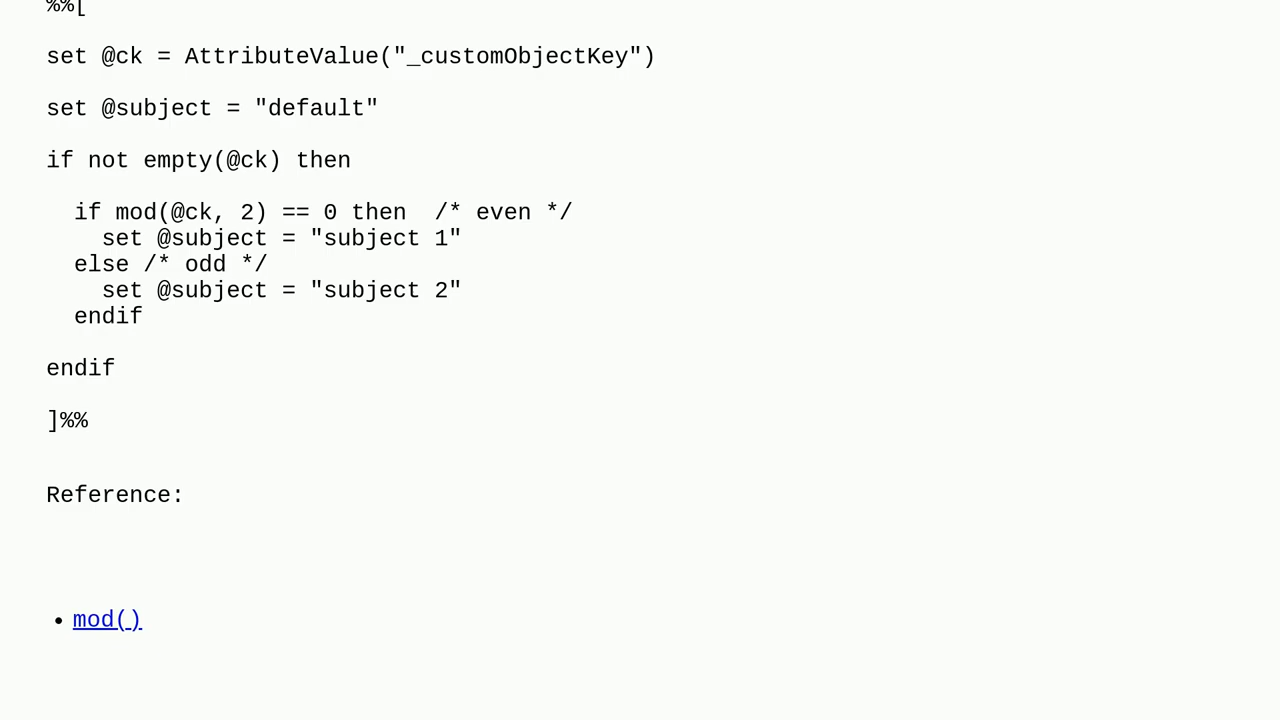 %%[
set @ck = AttributeValue("_customObjectKey")
set @subject = "default"
if not empty(@ck) then
  if mod(@ck, 2) == 0 then  /* even */
    set @subject = "subject 1"
  else /* odd */
    set @subject = "subject 2"
  endif
endif
]%%
Reference:
• mod()